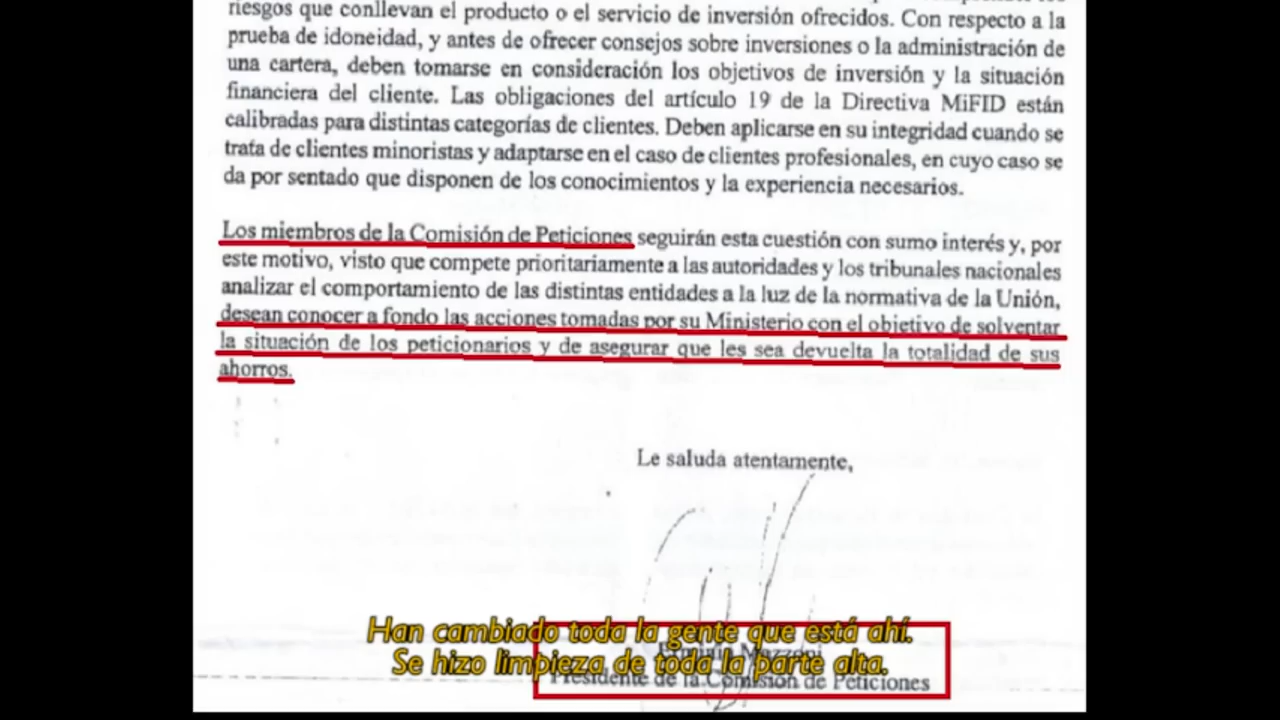 riesgos que conllevan el producto o el servicio de inversión ofrecidos. Con respecto a la
prueba de idoneidad, y antes de ofrecer consejos sobre inversiones o la administración de
una cartera, deben tomarse en consideración los objetivos de inversión y la situación
financiera del cliente. Las obligaciones del artículo 19 de la Directiva MiFID están
calibradas para distintas categorías de clientes. Deben aplicarse en su integridad cuando se
trata de clientes minoristas y adaptarse en el caso de clientes profesionales, en cuyo caso se
da por sentado que disponen de los conocimientos y la experiencia necesarios.
Los miembros de la Comisión de Peticiones seguirán esta cuestión con sumo interés y, por
este motivo, visto que compete prioritariamente a las autoridades y los tribunales nacionales
analizar el comportamiento de las distintas entidades a la luz de la normativa de la Unión,
desean conocer a fondo las acciones tomadas por su Ministerio con el objetivo de solventar
la situación de los peticionarios y de asegurar que les sea devuelta la totalidad de sus
ahorros.
Le saluda atentamente,
Han cambiado toda la gente que está ahí.
Mazzoni
Se hizo limpieza de toda la parte alta.
Presidente de la Comisión de Peticiones